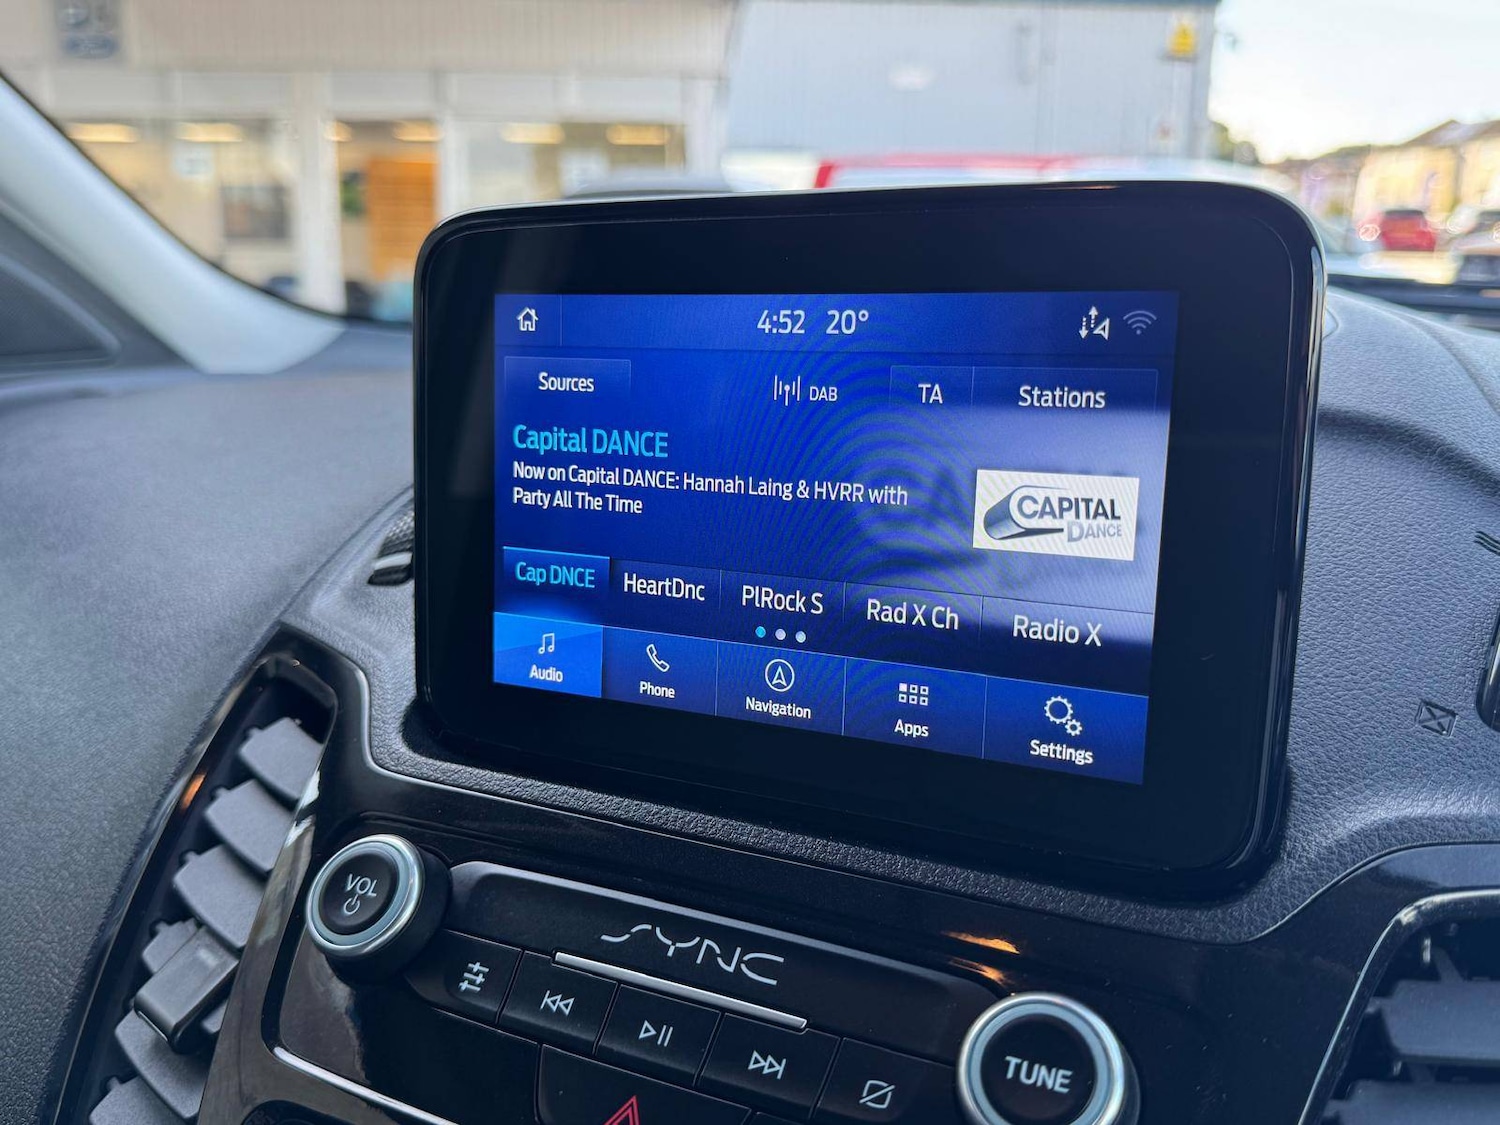 4:52 20°
Sources
DAB
TA
Stations
Capital DANCE
Now on Capital DANCE: Hannah Laing & HVRR with
Party All The Time
CAPITAL
DANCE
Cap DNCE
HeartDnc
PlRock S
Rad X Ch
Radio X
Audio
Phone
Navigation
Apps
Settings
VOL
SYNC
TUNE